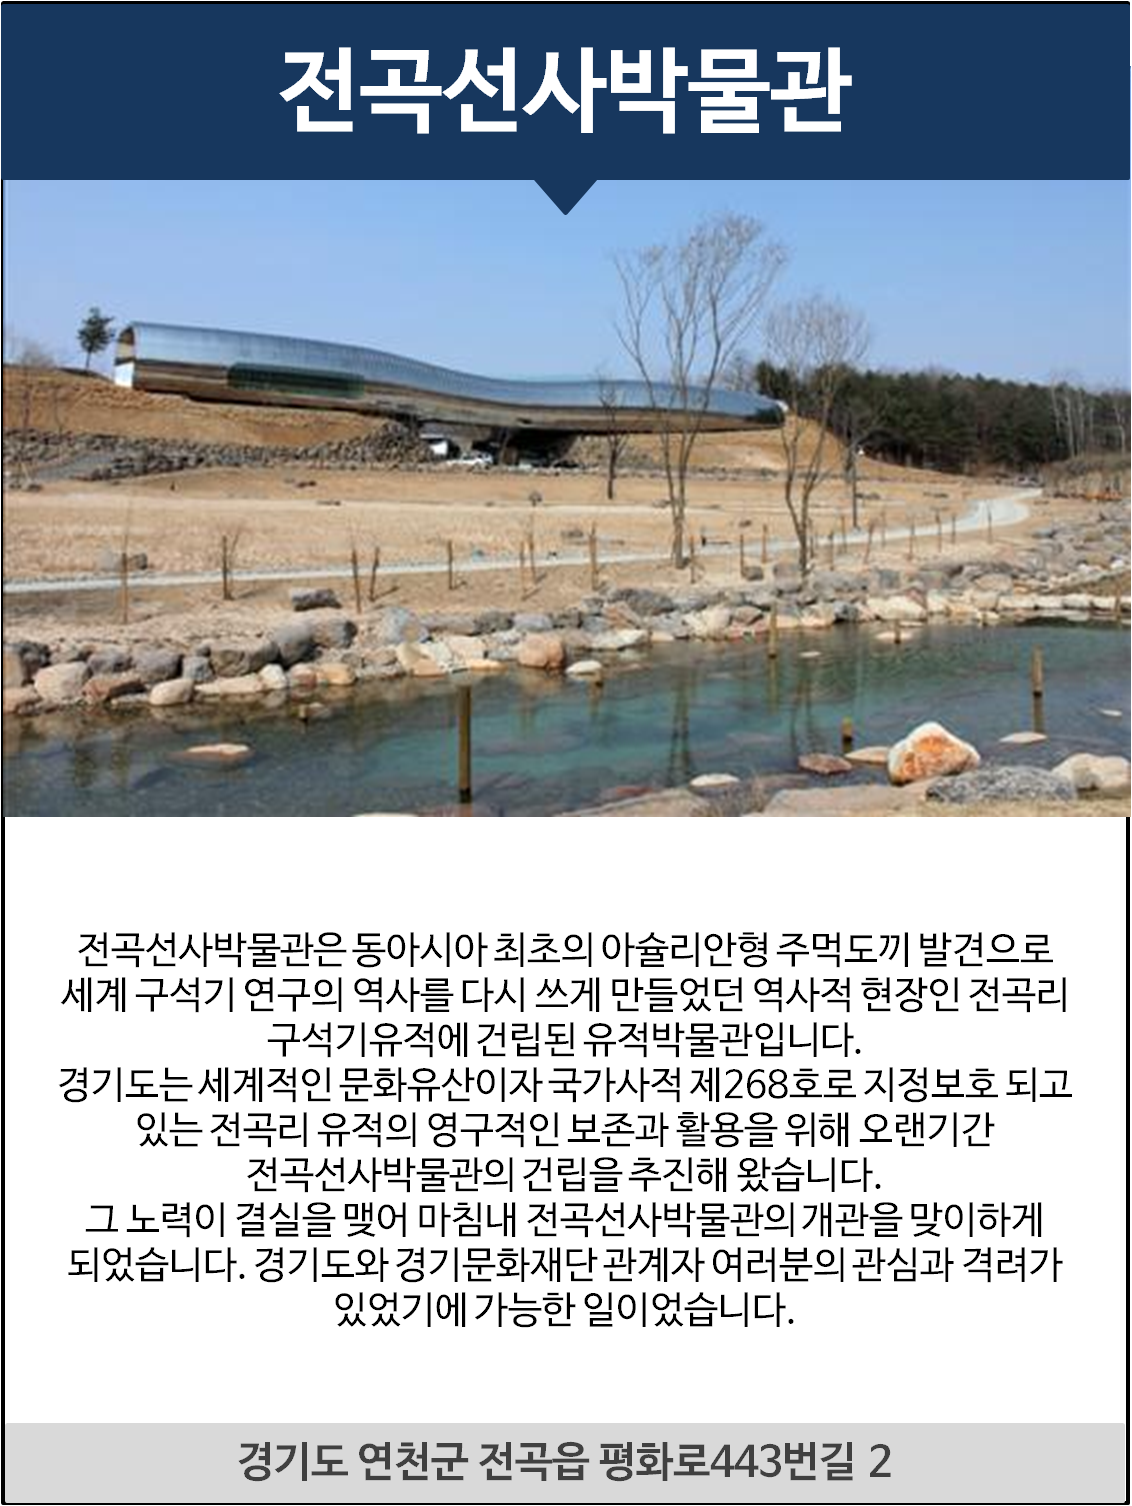 전곡선사박물관
전곡선사박물관은 동아시아 최초의 아슐리안형 주먹도끼 발견으로
세계 구석기 연구의 역사를 다시 쓰게 만들었던 역사적 현장인 전곡리
구석기유적에 건립된 유적박물관입니다.
경기도는 세계적인 문화유산이자 국가사적 제268호로 지정보호 되고
있는 전곡리 유적의 영구적인 보존과 활용을 위해 오랜기간
전곡선사박물관의 건립을 추진해 왔습니다.
그 노력이 결실을 맺어 마침내 전곡선사박물관의 개관을 맞이하게
되었습니다. 경기도와 경기문화재단 관계자 여러분의 관심과 격려가
있었기에 가능한 일이었습니다.
경기도 연천군 전곡읍 평화로443번길 2